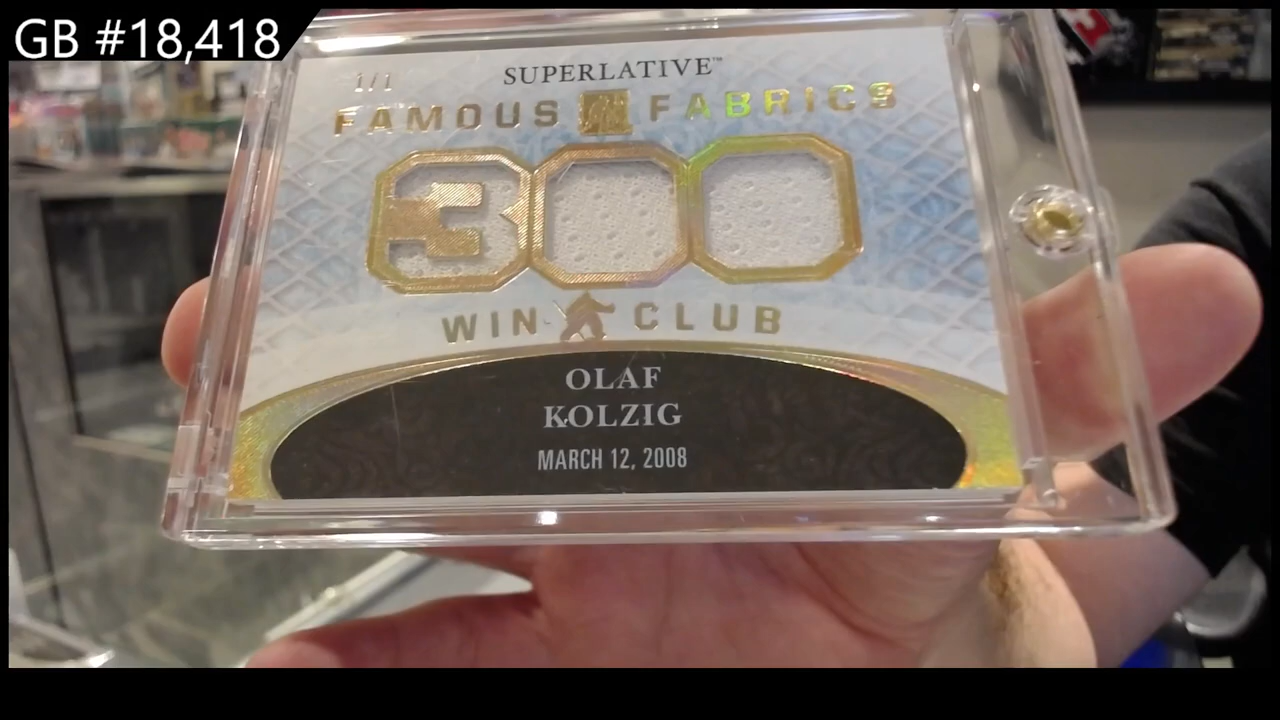 GB #18,418
1/1
SUPERLATIVE™
FAMOUS FABRICS
300
WIN CLUB
OLAF
KOLZIG
MARCH 12, 2008